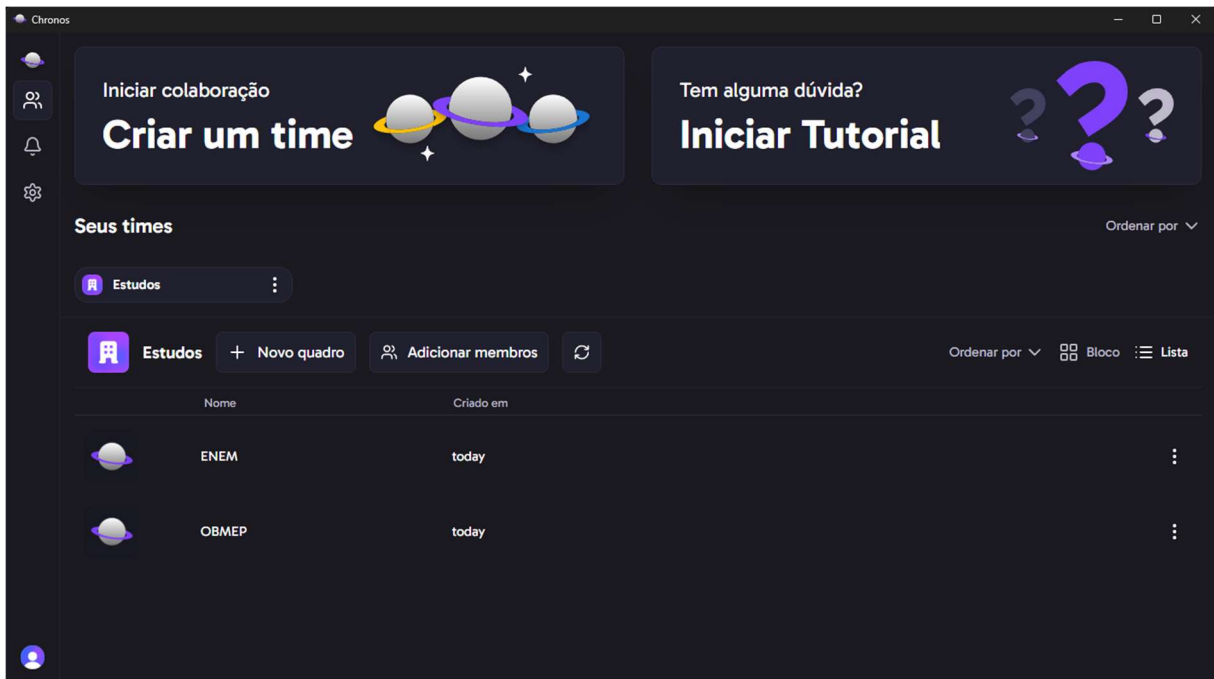 Chronos
Iniciar colaboração
Criar um time
Tem alguma dúvida?
Iniciar Tutorial
Seus times
Ordenar por
Estudos
Estudos
Novo quadro
Adicionar membros
Ordenar por
Bloco
Lista
Nome
Criado em
ENEM
today
OBMEP
today